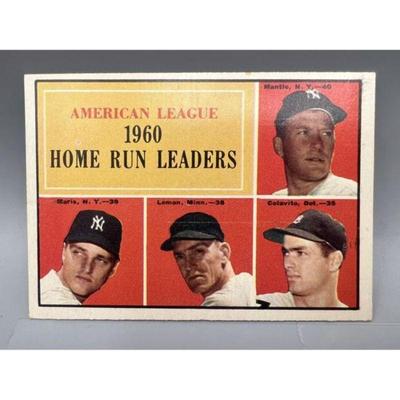 Mantle, N. Y.—40
AMERICAN LEAGUE
1960
HOME RUN LEADERS
Maris, N. Y.—39
Lemon, Minn.—38
Colavito, Det.—35